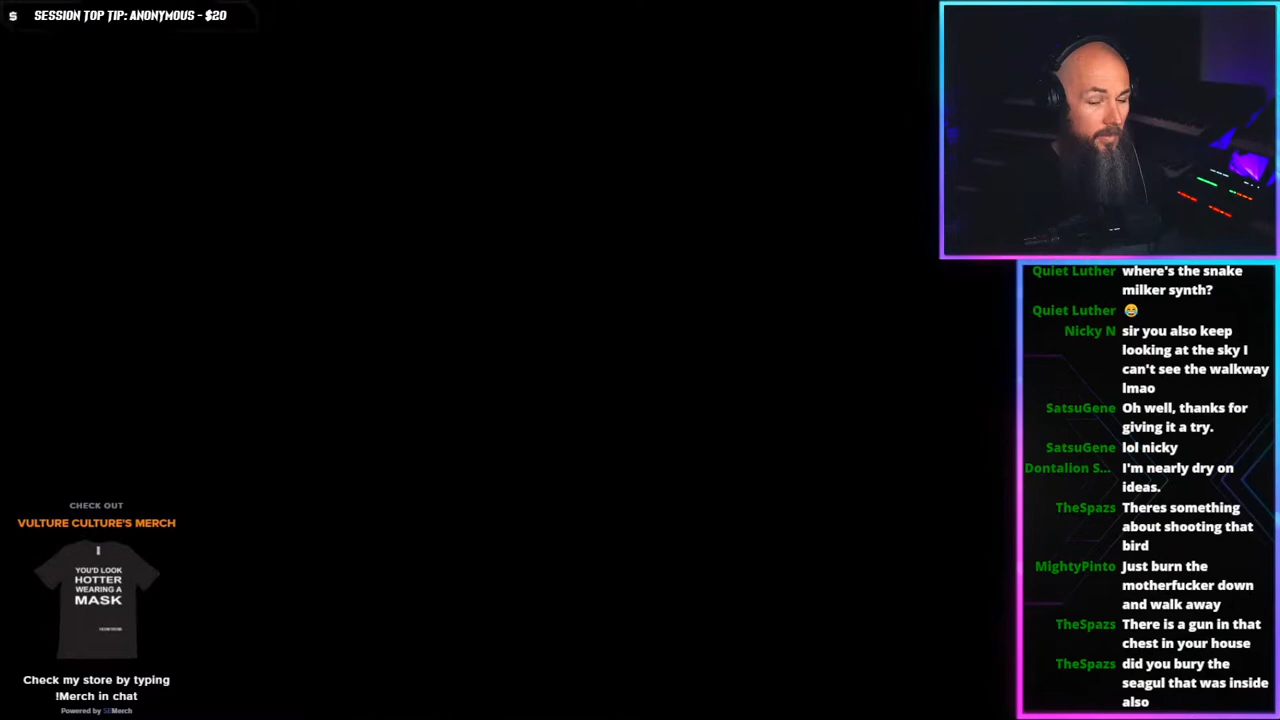 $ SESSION TOP TIP: ANONYMOUS - $20
Quiet Luther where's the snake
milker synth?
Quiet Luther 😂
Nicky N sir you also keep
looking at the sky I
can't see the walkway
lmao
SatsuGene Oh well, thanks for
giving it a try.
SatsuGene lol nicky
Dontalion S... I'm nearly dry on
ideas.
TheSpazs Theres something
about shooting that
bird
MightyPinto Just burn the
motherfucker down
and walk away
TheSpazs There is a gun in that
chest in your house
TheSpazs did you bury the
seagul that was inside
also
CHECK OUT
VULTURE CULTURE'S MERCH
YOU'D LOOK
HOTTER
WEARING A
MASK
Check my store by typing
!Merch in chat
Powered by SEMerch